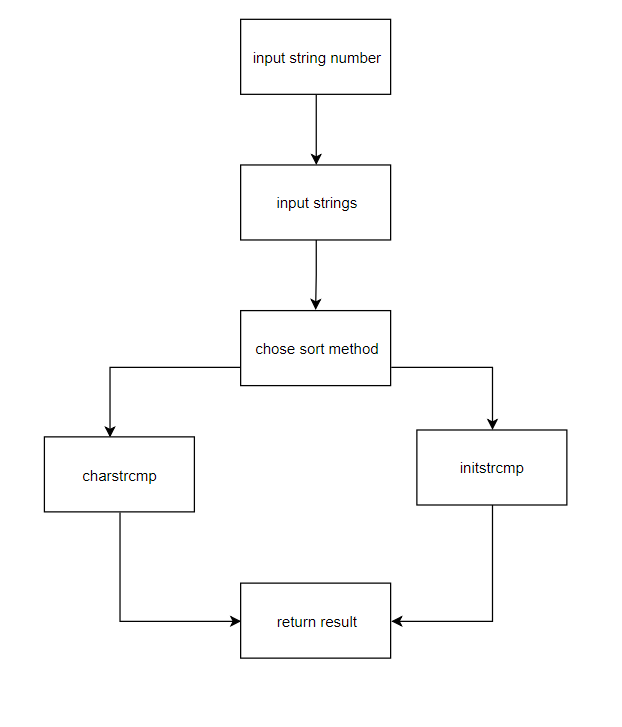 input string number
input strings
chose sort method
charstrcmp
initstrcmp
return result